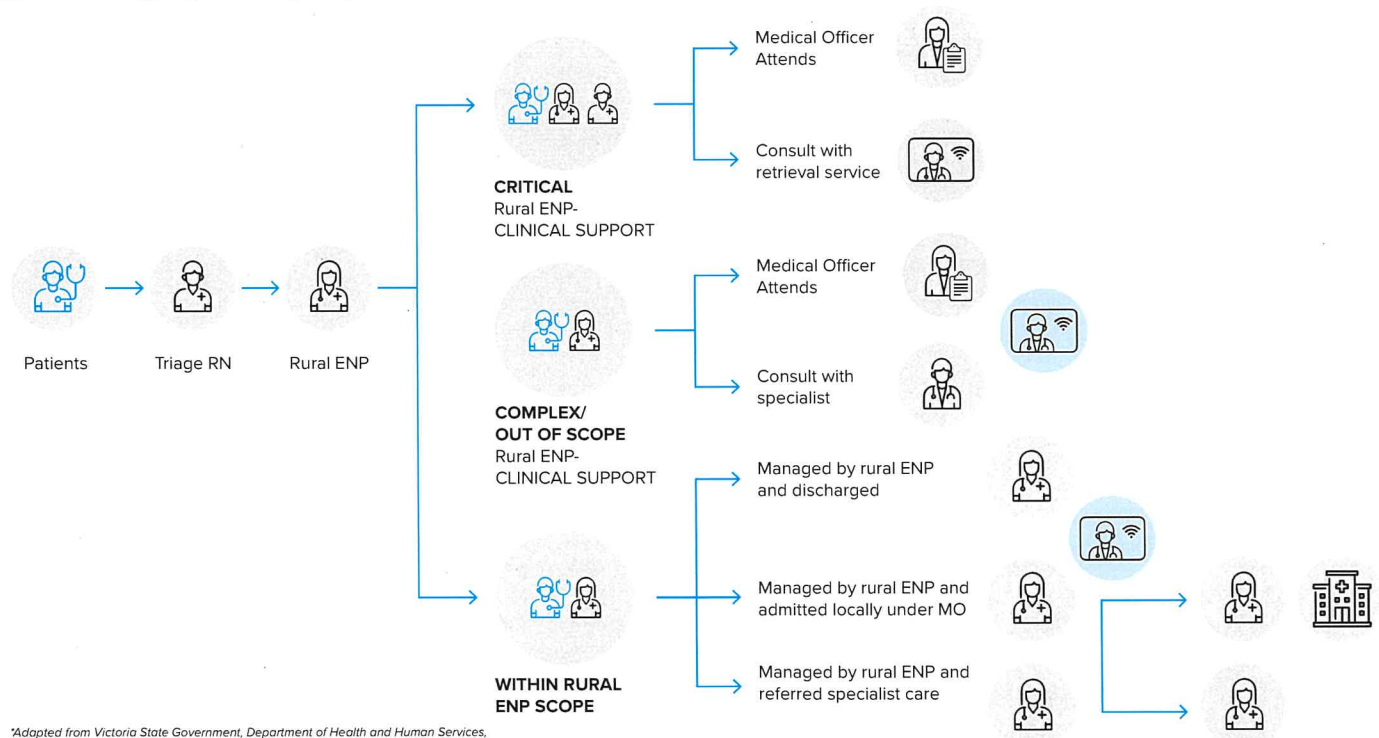 Patients
Triage RN
Rural ENP
CRITICAL
Rural ENP-
CLINICAL SUPPORT
Medical Officer
Attends
Consult with
retrieval service
COMPLEX/
OUT OF SCOPE
Rural ENP-
CLINICAL SUPPORT
Medical Officer
Attends
Consult with
specialist
WITHIN RURAL
ENP SCOPE
Managed by rural ENP
and discharged
Managed by rural ENP and
admitted locally under MO
Managed by rural ENP and
referred specialist care
*Adapted from Victoria State Government, Department of Health and Human Services,